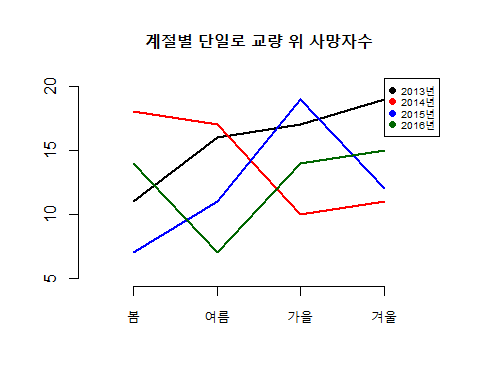 계절별 단일로 교량 위 사망자수
20
15
10
5
2013년
2014년
2015년
2016년
봄 여름 가을 겨울